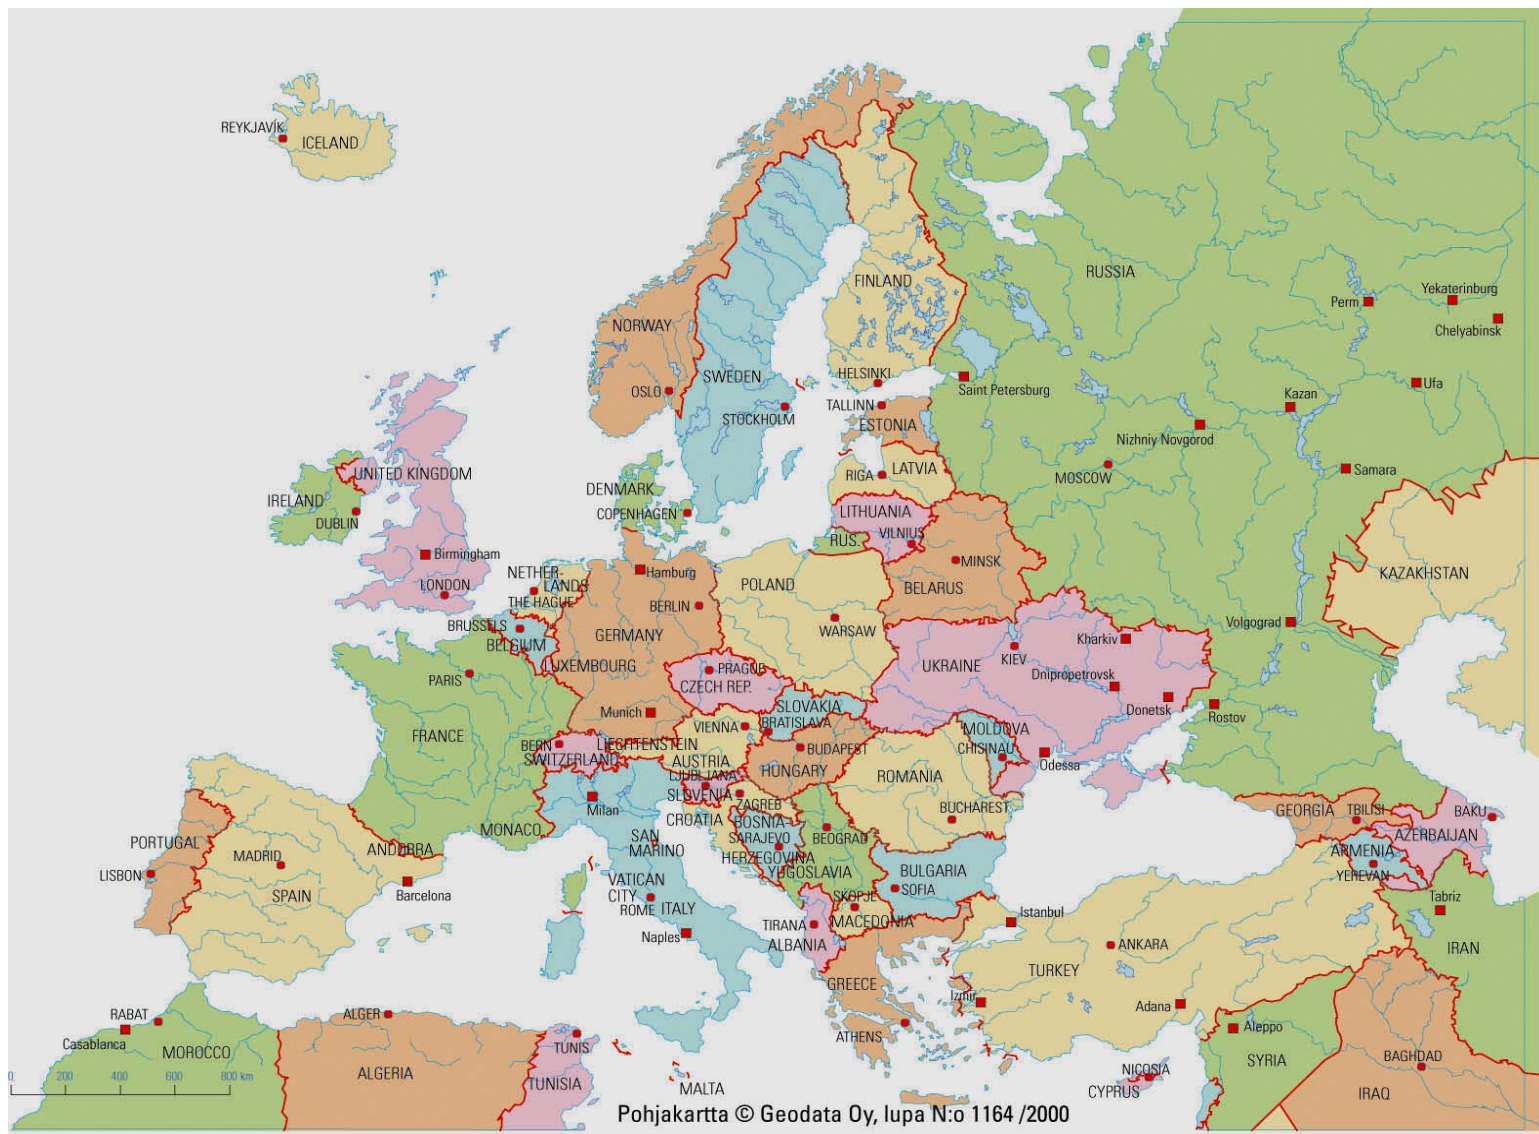 REYKJAVÍK
ICELAND
RUSSIA
FINLAND
Perm
Yekaterinburg
Chelyabinsk
NORWAY
SWEDEN
HELSINKI
OSLO
Saint Petersburg
Ufa
Kazan
STOCKHOLM
TALLINN
ESTONIA
Nizhniy Novgorod
UNITED KINGDOM
LATVIA
RIGA
MOSCOW
Samara
IRELAND
DENMARK
DUBLIN
COPENHAGEN
LITHUANIA
VILNIUS
RUS.
Birmingham
MINSK
NETHER-
LANDS
Hamburg
POLAND
BELARUS
KAZAKHSTAN
LONDON
THE HAGUE
BERLIN
BRUSSELS
GERMANY
WARSAW
Volgograd
BELGIUM
Kharkiv
LUXEMBOURG
UKRAINE
KIEV
PARIS
PRAGUE
CZECH REP.
Dnipropetrovsk
Munich
SLOVAKIA
Donetsk
Rostov
FRANCE
VIENNA
BRATISLAVA
MOLDOVA
BERN
LIECHTENSTEIN
BUDAPEST
CHISINAU
SWITZERLAND
AUSTRIA
Odessa
LJUBLJANA
HUNGARY
ROMANIA
SLOVENIA
Milan
ZAGREB
BUCHAREST
GEORGIA
TBILISI
BAKU
CROATIA
MONACO
SAN
MARINO
BOSNIA-
SARAJEVO
HERZEGOVINA
BEOGRAD
AZERBAIJAN
PORTUGAL
ANDORRA
ARMENIA
MADRID
YUGOSLAVIA
BULGARIA
YEREVAN
LISBON
VATICAN
CITY
SOFIA
SPAIN
Barcelona
ROME
ITALY
SKOPJE
Tabriz
MACEDONIA
Istanbul
TIRANA
Naples
ALBANIA
ANKARA
IRAN
TURKEY
GREECE
Izmir
Adana
RABAT
ALGER
ATHENS
Aleppo
Casablanca
MOROCCO
TUNIS
SYRIA
BAGHDAD
ALGERIA
TUNISIA
NICOSIA
MALTA
CYPRUS
IRAQ
0 200 400 600 800 km
Pohjakartta © Geodata Oy, lupa N:o 1164 /2000